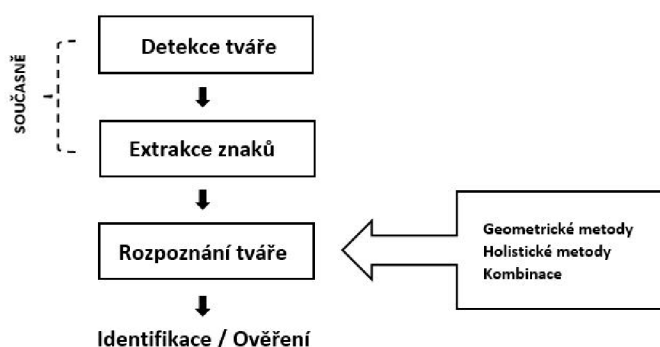 Detekce tváře
SOUČASNĚ
Extrakce znaků
Rozpoznání tváře
Geometrické metody
Holistické metody
Kombinace
Identifikace / Ověření